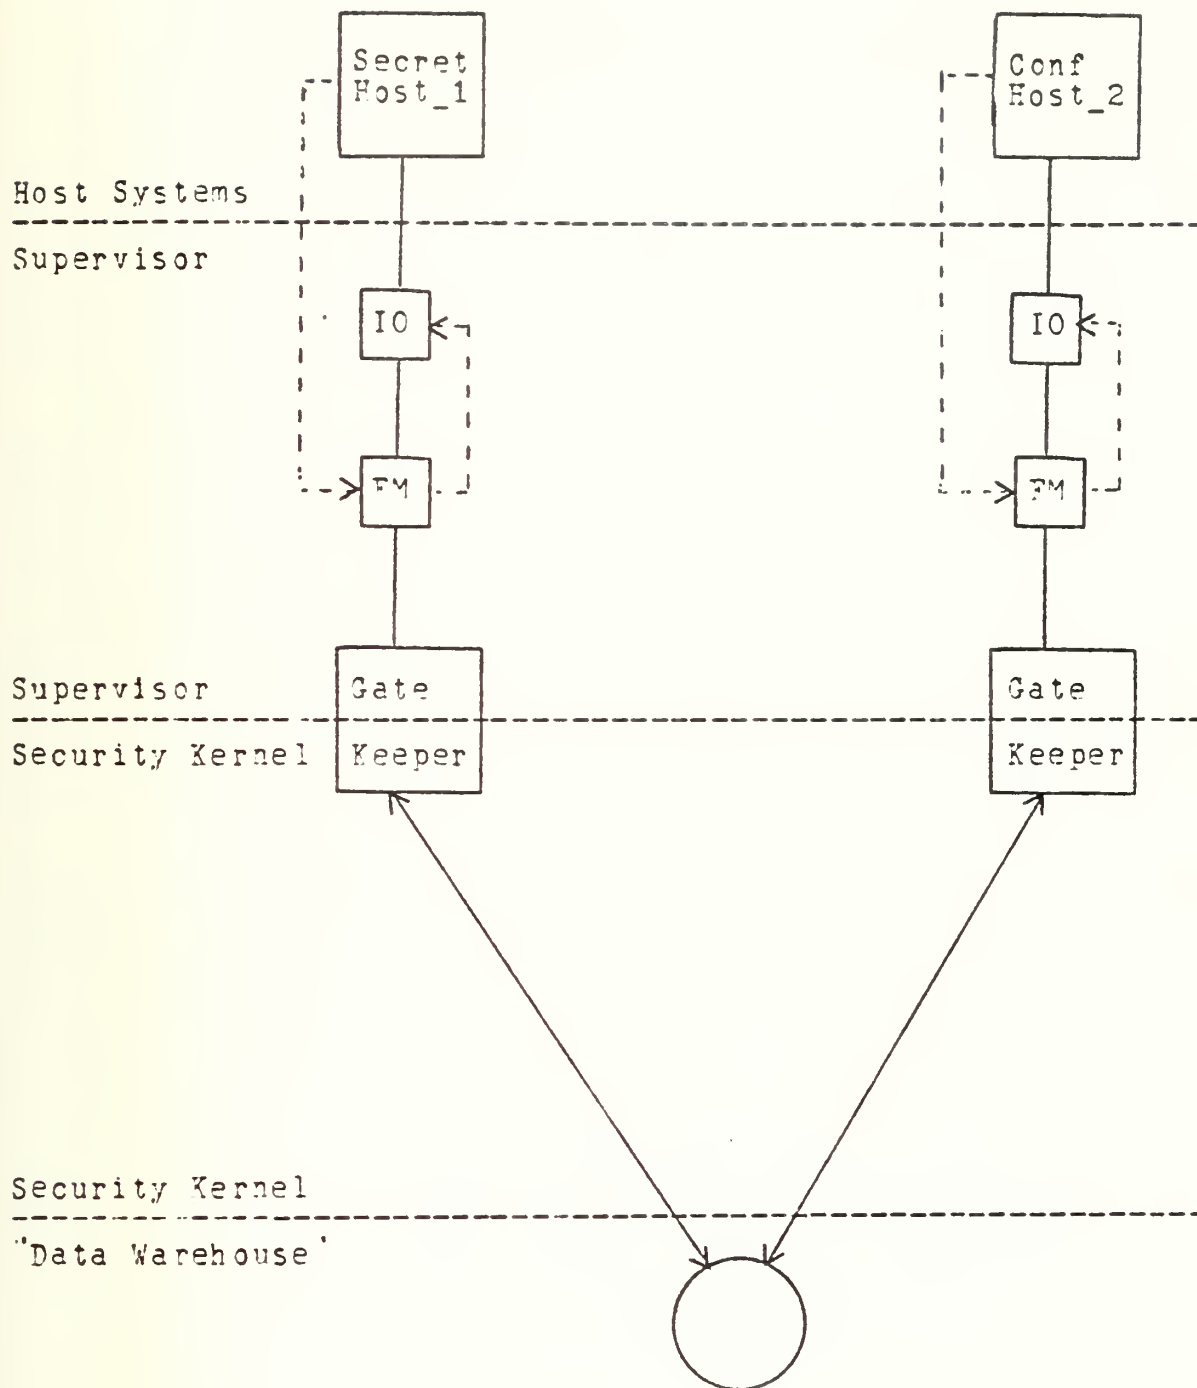 Secret
Host_1
Conf
Host_2
Host Systems
Supervisor
IO
IO
FM
FM
Supervisor
Gate
Gate
Security Kernel
Keeper
Keeper
Security Kernel
"Data Warehouse'